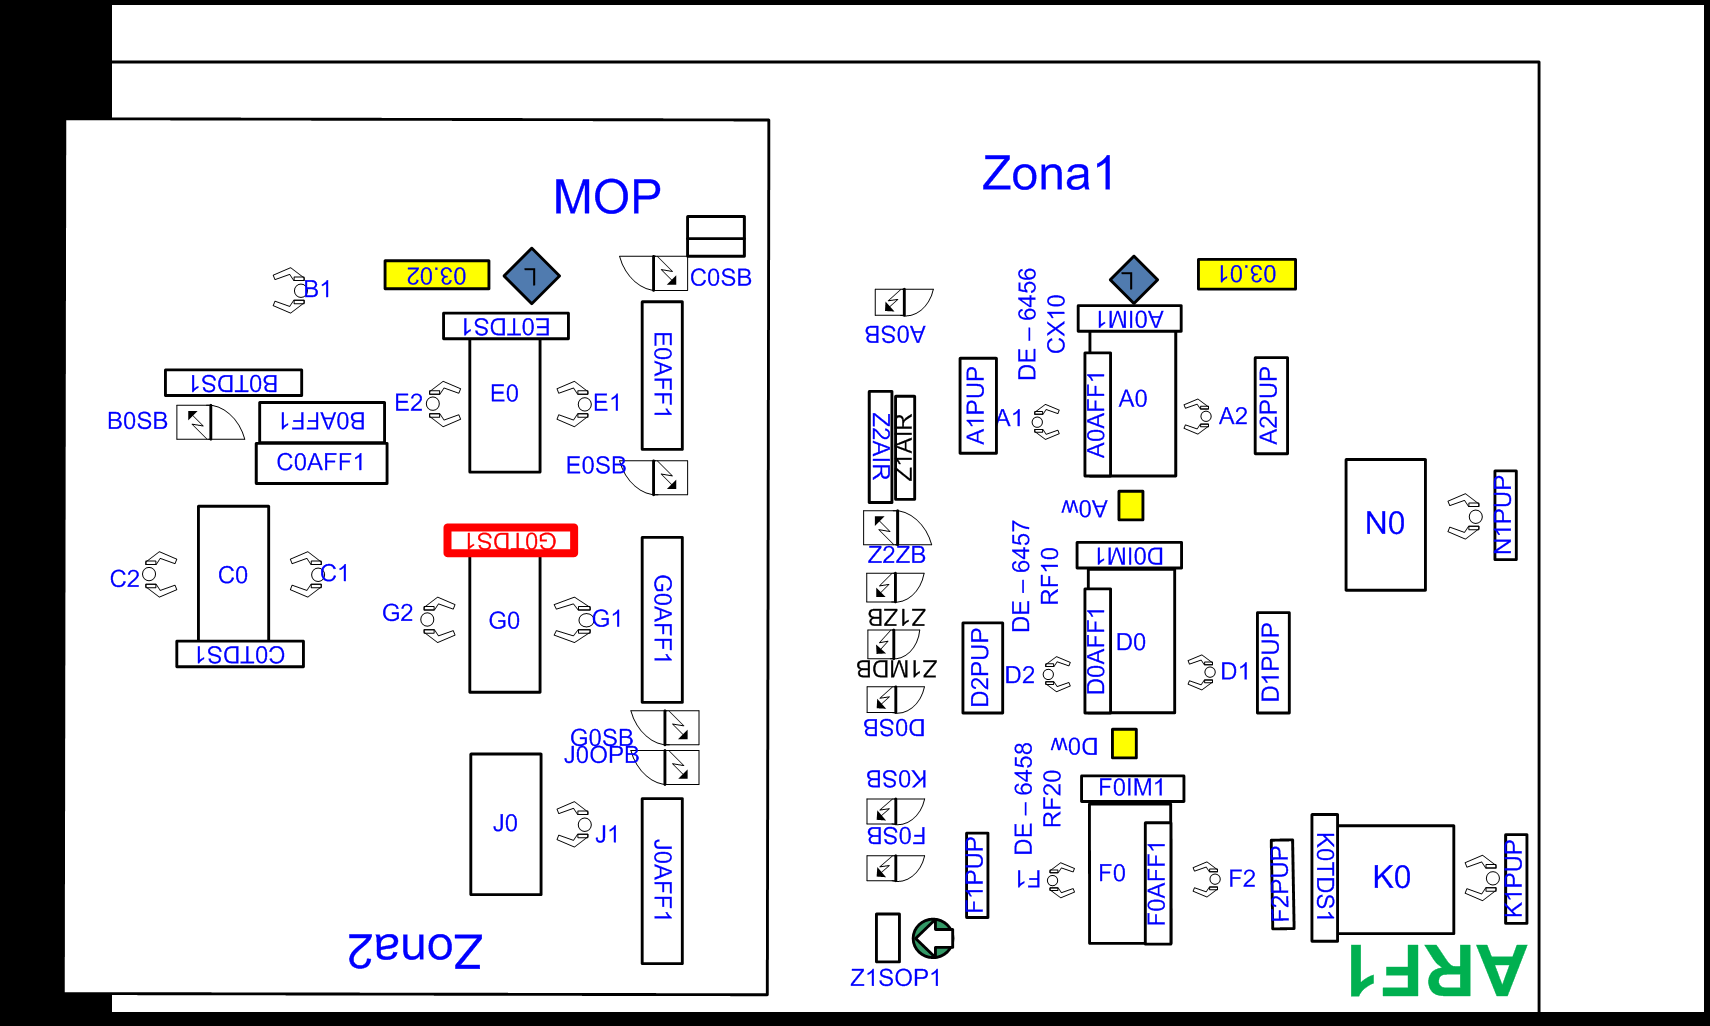 Zona1
MOP
C0SB
03.02
L
B1
E0TDS1
E0AFF1
B0TDS1
E2
E0
E1
B0SB
B0AFF1
C0AFF1
E0SB
G0TDS1
C2
C0
C1
G2
G0
G1
G0AFF1
C0TDS1
G0SB
J0OPB
J0
J1
J0AFF1
Zona2
A0SB
DE – 6456
CX10
L
03.01
A0IM1
A1PUP
A1
A0AFF1
A0
A2
A2PUP
Z2AIR
Z1AIR
A0w
Z2ZB
Z1ZB
Z1MDB
D0SB
DE – 6457
RF10
D0IM1
D2PUP
D2
D0AFF1
D0
D1
D1PUP
N0
N1PUP
D0w
K0SB
F0SB
DE – 6458
RF20
F0IM1
F1PUP
F1
F0
F0AFF1
F2
F2PUP
K0TDS1
K0
K1PUP
Z1SOP1
ARF1